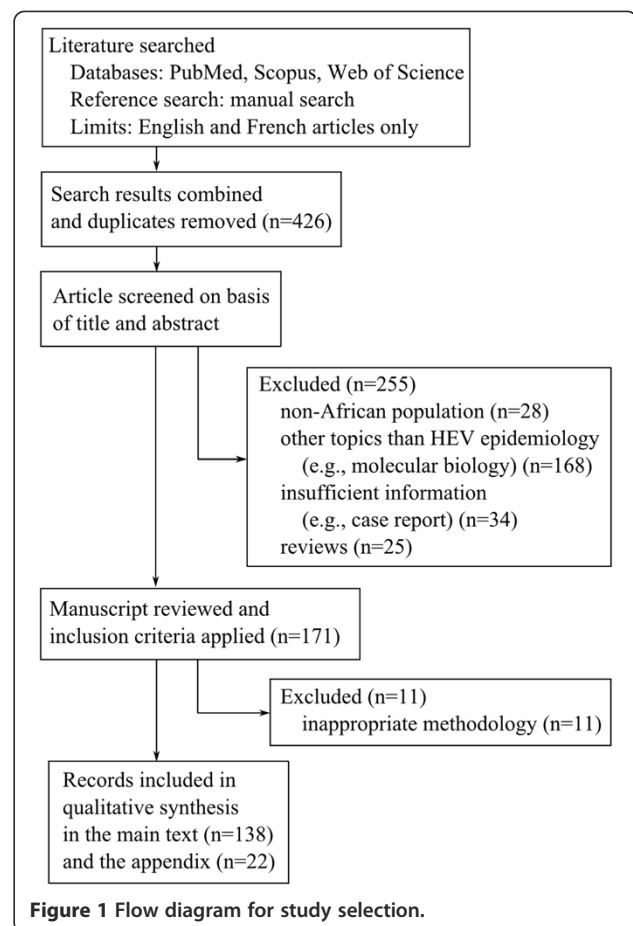 Literature searched
Databases: PubMed, Scopus, Web of Science
Reference search: manual search
Limits: English and French articles only
Search results combined
and duplicates removed (n=426)
Article screened on basis
of title and abstract
Excluded (n=255)
non-African population (n=28)
other topics than HEV epidemiology
(e.g., molecular biology) (n=168)
insufficient information
(e.g., case report) (n=34)
reviews (n=25)
Manuscript reviewed and
inclusion criteria applied (n=171)
Excluded (n=11)
inappropriate methodology (n=11)
Records included in
qualitative synthesis
in the main text (n=138)
and the appendix (n=22)
Figure 1 Flow diagram for study selection.